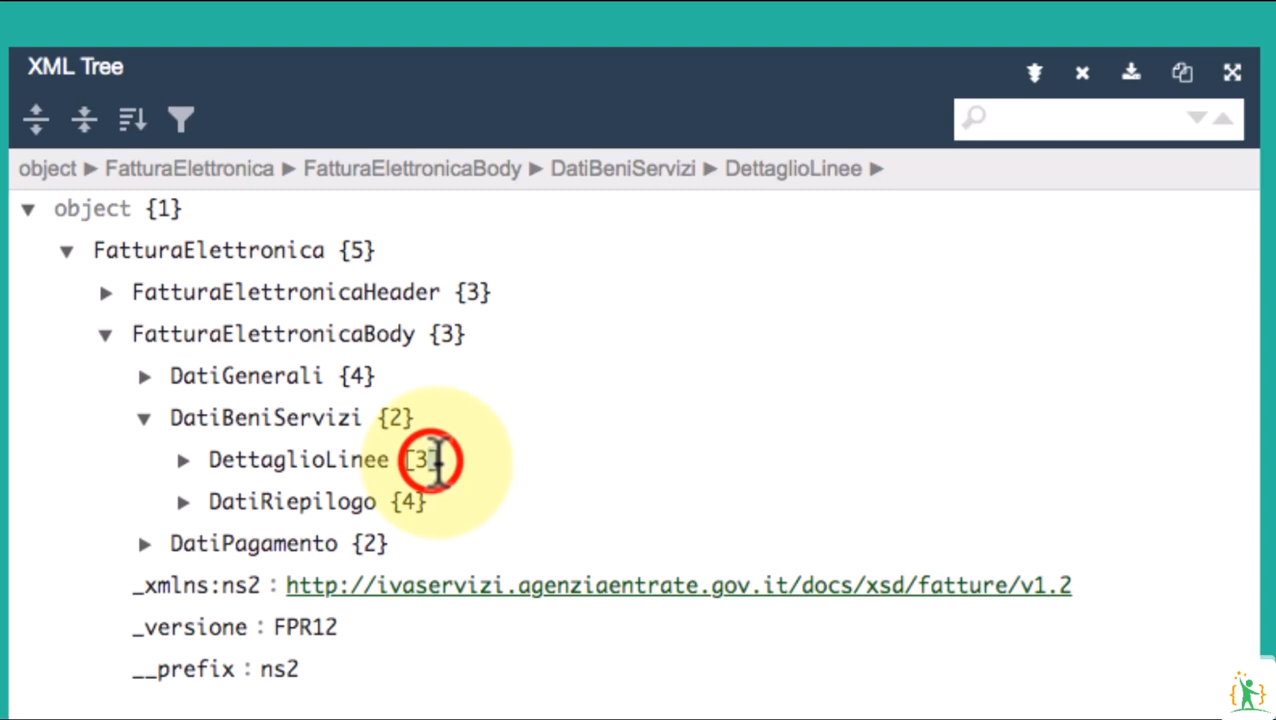 XML Tree
object ▶ FatturaElettronica ▶ FatturaElettronicaBody ▶ DatiBeniServizi ▶ DettaglioLinee ▶
▼ object {1}
▼ FatturaElettronica {5}
▶ FatturaElettronicaHeader {3}
▼ FatturaElettronicaBody {3}
▶ DatiGenerali {4}
▼ DatiBeniServizi {2}
▶ DettaglioLinee [3]
▶ DatiRiepilogo {4}
▶ DatiPagamento {2}
_xmlns:ns2 : http://ivaservizi.agenziaentrate.gov.it/docs/xsd/fatture/v1.2
_versione : FPR12
__prefix : ns2